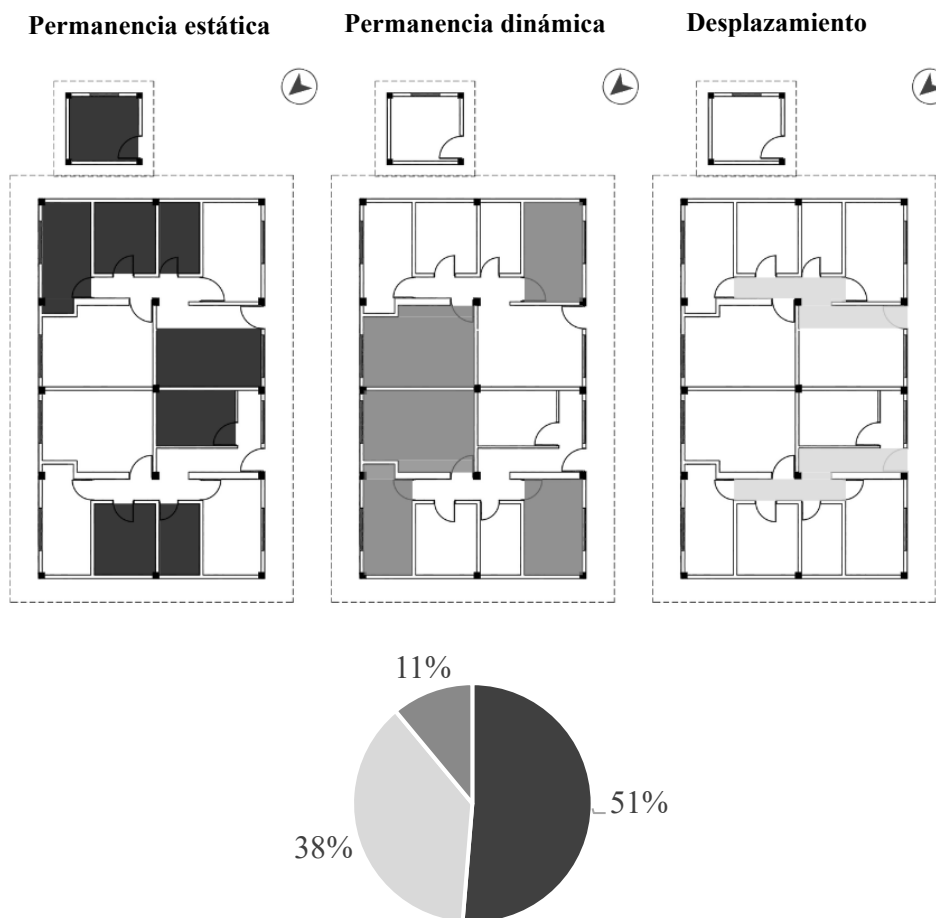 Permanencia estática
Permanencia dinámica
Desplazamiento
11%
51%
38%